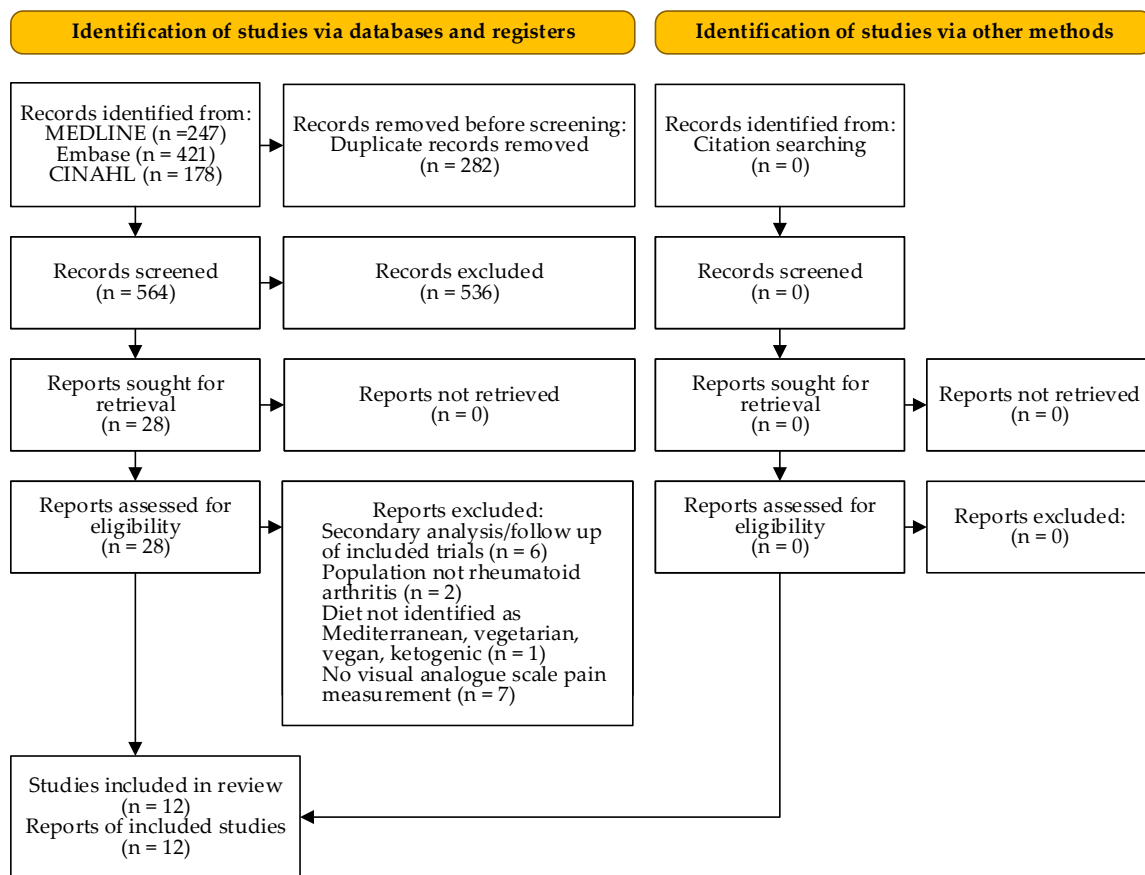 Identification of studies via databases and registers
Identification of studies via other methods
Records identified from:
MEDLINE (n =247)
Embase (n = 421)
CINAHL (n = 178)
Records removed before screening:
Duplicate records removed
(n = 282)
Records identified from:
Citation searching
(n = 0)
Records screened
(n = 564)
Records excluded
(n = 536)
Records screened
(n = 0)
Reports sought for
retrieval
(n = 28)
Reports not retrieved
(n = 0)
Reports sought for
retrieval
(n = 0)
Reports not retrieved
(n = 0)
Reports assessed for
eligibility
(n = 28)
Reports excluded:
Secondary analysis/follow up
of included trials (n = 6)
Population not rheumatoid
arthritis (n = 2)
Diet not identified as
Mediterranean, vegetarian,
vegan, ketogenic (n = 1)
No visual analogue scale pain
measurement (n = 7)
Reports assessed for
eligibility
(n = 0)
Reports excluded:
(n = 0)
Studies included in review
(n = 12)
Reports of included studies
(n = 12)